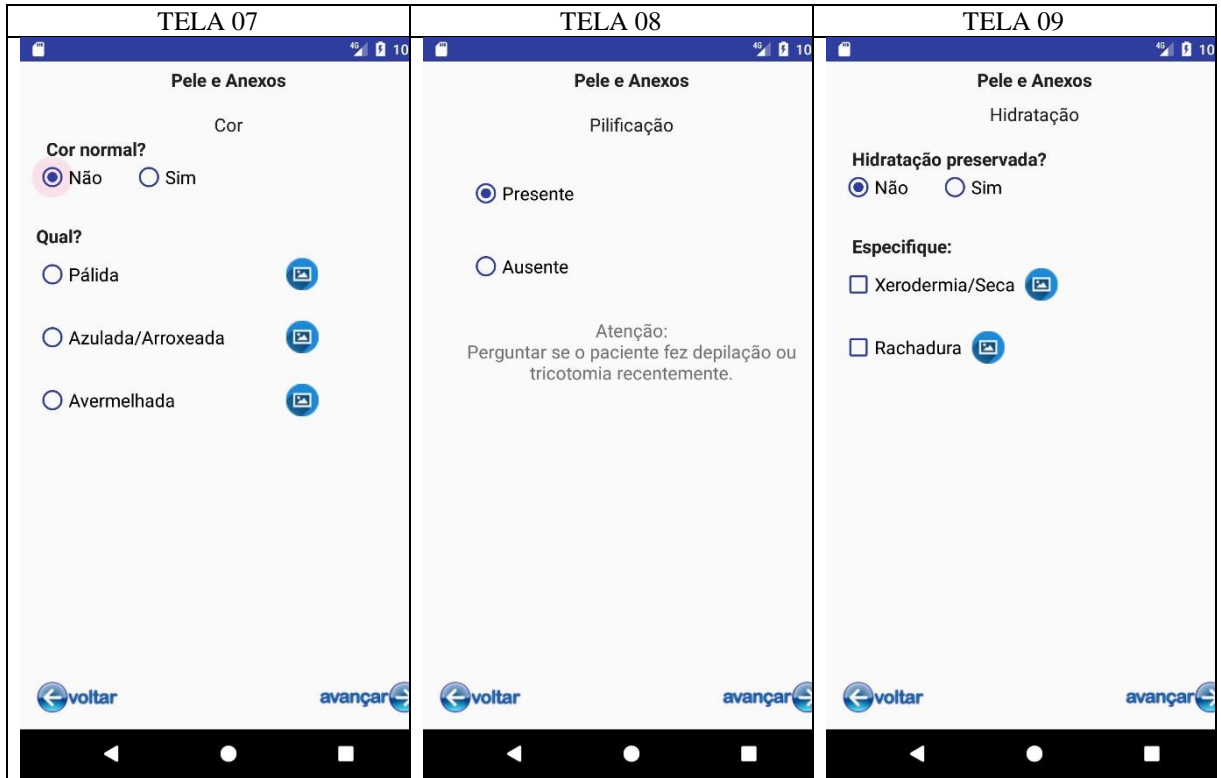 TELA 07
4G 10
Pele e Anexos
Cor
Cor normal?
Não Sim
Qual?
Pálida
Azulada/Arroxeada
Avermelhada
voltar avançar
TELA 08
4G 10
Pele e Anexos
Pilificação
Presente
Ausente
Atenção:
Perguntar se o paciente fez depilação ou
tricotomia recentemente.
voltar avançar
TELA 09
4G 10
Pele e Anexos
Hidratação
Hidratação preservada?
Não Sim
Especifique:
Xerodermia/Seca
Rachadura
voltar avançar